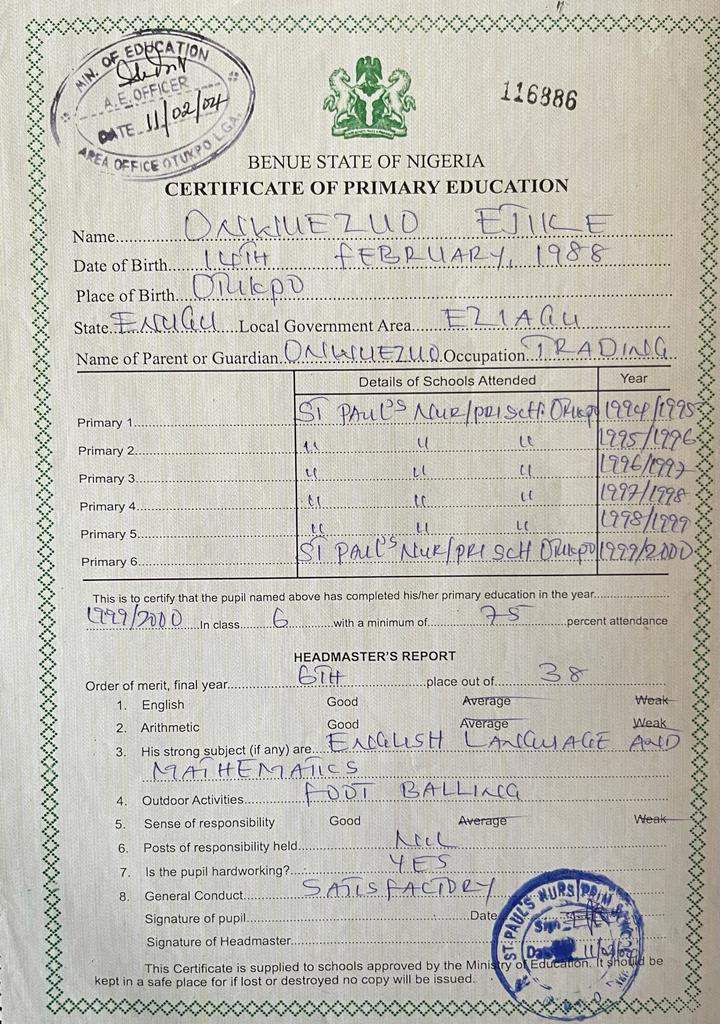 MIN. OF EDUCATION
A.E. OFFICER
DATE 11/02/04
AREA OFFICE OTUKPO L.G.A.
116886
BENUE STATE OF NIGERIA
CERTIFICATE OF PRIMARY EDUCATION
Name ONWUEZUO EJIKE
Date of Birth 14TH FEBRUARY, 1988
Place of Birth OTUKPO
State ENUGU Local Government Area EZIAGU
Name of Parent or Guardian ONWUEZUO Occupation TRADING
Details of Schools Attended Year
Primary 1 ST PAUL'S NUR/PRI SCH. OTUKPO 1994/1995
Primary 2 " " " 1995/1996
Primary 3 " " " 1996/1997
Primary 4 " " " 1997/1998
Primary 5 " " " 1998/1999
Primary 6 ST PAUL'S NUR/PRI SCH OTUKPO 1999/2000
This is to certify that the pupil named above has completed his/her primary education in the year
1999/2000 In class 6 with a minimum of 75 percent attendance
HEADMASTER'S REPORT
Order of merit, final year 6TH place out of 38
1. English Good Average Weak
2. Arithmetic Good Average Weak
3. His strong subject (if any) are ENGLISH LANGUAGE AND
MATHEMATICS
4. Outdoor Activities FOOT BALLING
5. Sense of responsibility Good Average Weak
6. Posts of responsibility held NIL
7. Is the pupil hardworking? YES
8. General Conduct SATISFACTORY
Signature of pupil Date
Signature of Headmaster
ST. PAUL'S NURS/PRIM
Sign
Date 11/02/
This Certificate is supplied to schools approved by the Ministry of Education. It should be
kept in a safe place for if lost or destroyed no copy will be issued.